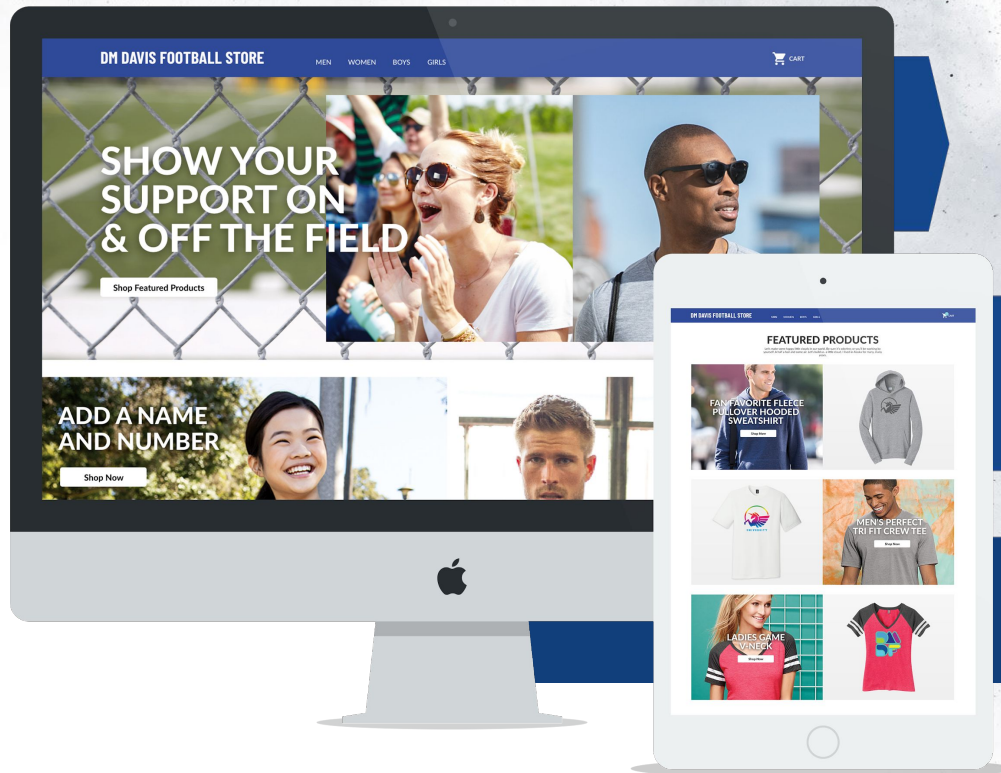 DM DAVIS FOOTBALL STORE
MEN WOMEN BOYS GIRLS
CART
SHOW YOUR
SUPPORT ON
& OFF THE FIELD
Shop Featured Products
ADD A NAME
AND NUMBER
Shop Now
DM DAVIS FOOTBALL STORE
CART
FEATURED PRODUCTS
FAN FAVORITE FLEECE
PULLOVER HOODED
SWEATSHIRT
Shop Now
UNIVERSITY
MEN'S PERFECT
TRI FIT CREW TEE
Shop Now
LADIES GAME
V-NECK
Shop Now